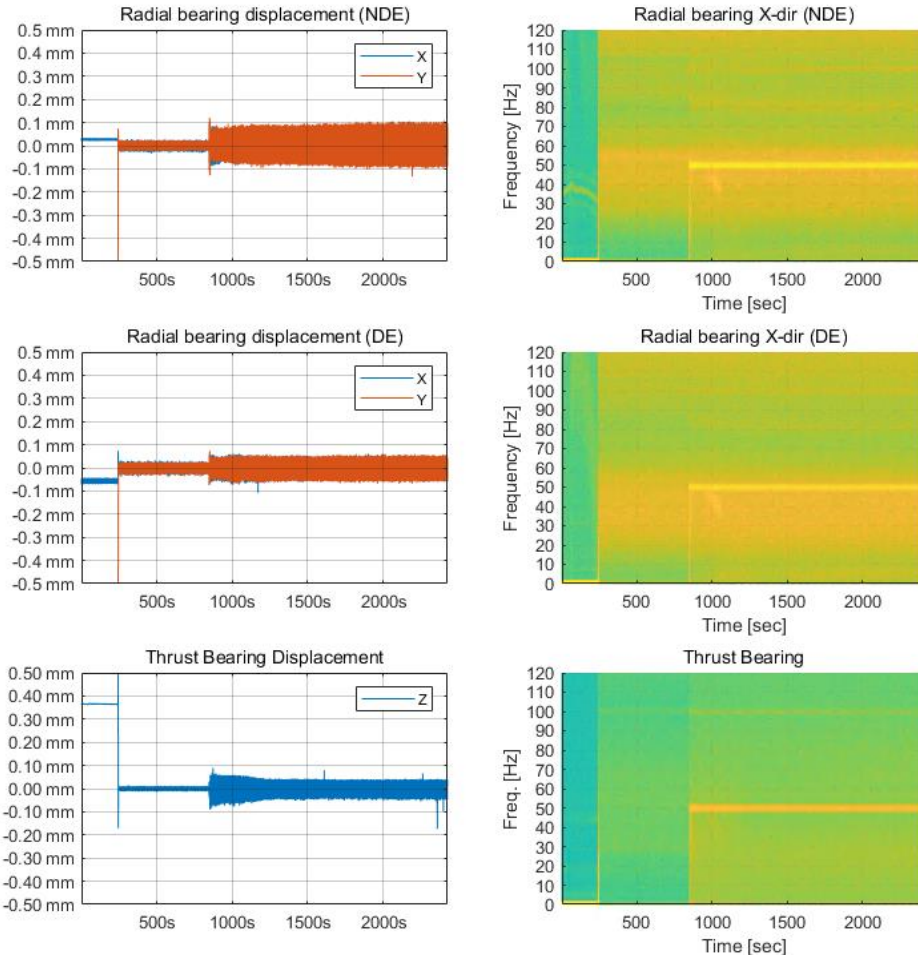 Radial bearing displacement (NDE)
0.5 mm
0.4 mm
0.3 mm
0.2 mm
0.1 mm
0.0 mm
-0.1 mm
-0.2 mm
-0.3 mm
-0.4 mm
-0.5 mm
X
Y
500s
1000s
1500s
2000s
Radial bearing X-dir (NDE)
Frequency [Hz]
120
110
100
90
80
70
60
50
40
30
20
10
0
500
1000
1500
2000
Time [sec]
Radial bearing displacement (DE)
0.5 mm
0.4 mm
0.3 mm
0.2 mm
0.1 mm
0.0 mm
-0.1 mm
-0.2 mm
-0.3 mm
-0.4 mm
-0.5 mm
X
Y
500s
1000s
1500s
2000s
Radial bearing X-dir (DE)
Frequency [Hz]
120
110
100
90
80
70
60
50
40
30
20
10
0
500
1000
1500
2000
Time [sec]
Thrust Bearing Displacement
0.50 mm
0.40 mm
0.30 mm
0.20 mm
0.10 mm
0.00 mm
-0.10 mm
-0.20 mm
-0.30 mm
-0.40 mm
-0.50 mm
Z
500s
1000s
1500s
2000s
Thrust Bearing
Freq. [Hz]
120
110
100
90
80
70
60
50
40
30
20
10
0
500
1000
1500
2000
Time [sec]